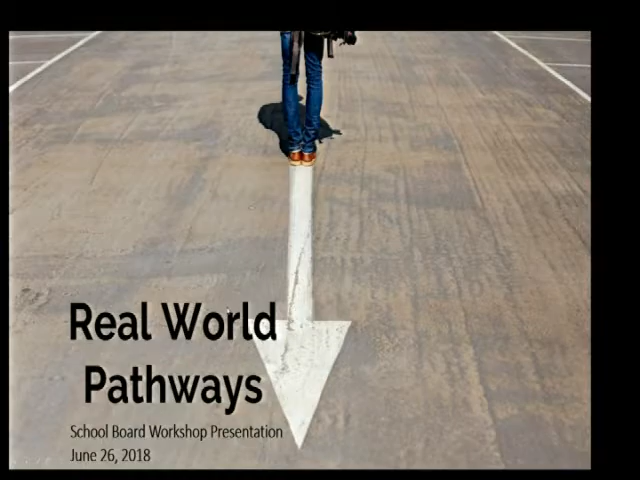 Real World
Pathways
School Board Workshop Presentation
June 26, 2018